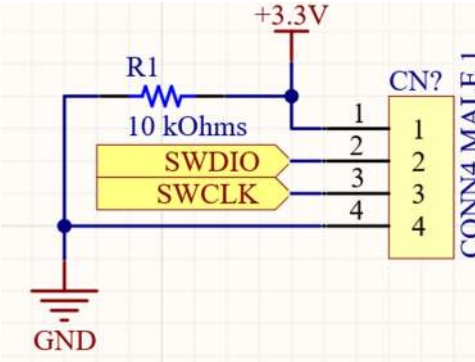 +3.3V
R1
10 kOhms
CN?
1 1
SWDIO 2 2
SWCLK 3 3
4 4
GND
CONN4 MALE 1